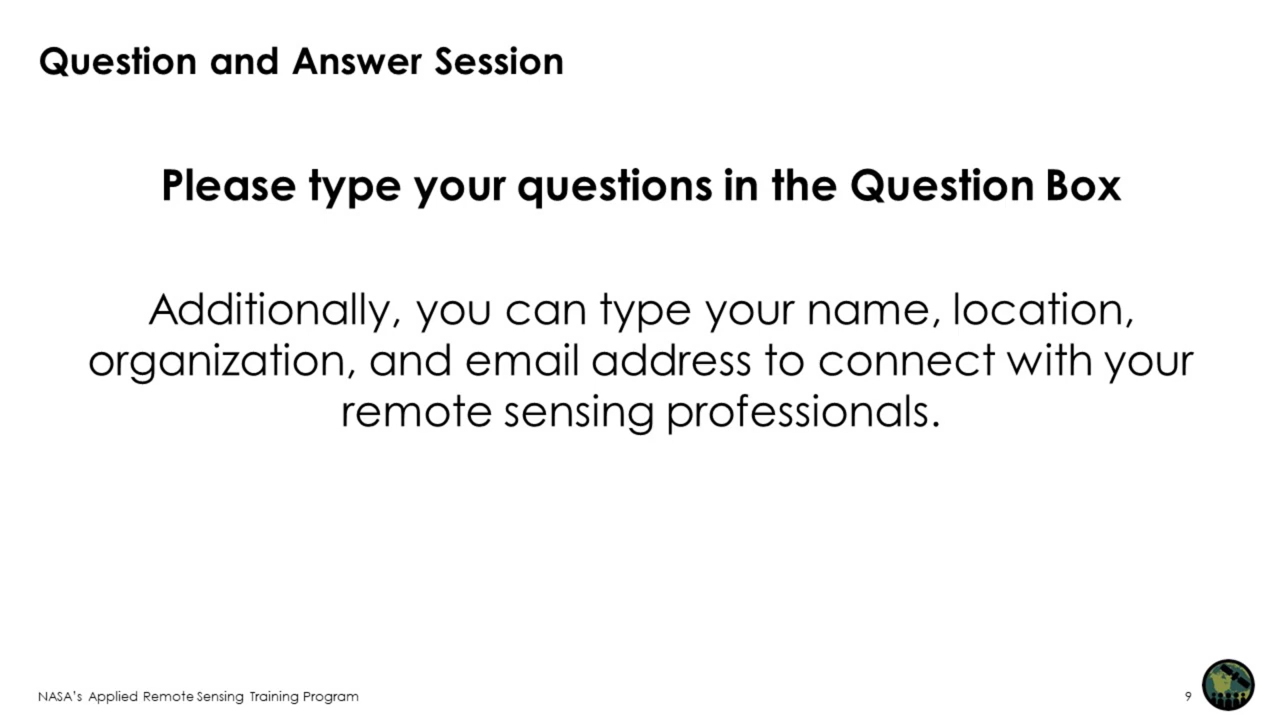 Question and Answer Session
Please type your questions in the Question Box
Additionally, you can type your name, location,
organization, and email address to connect with your
remote sensing professionals.
NASA's Applied Remote Sensing Training Program
9